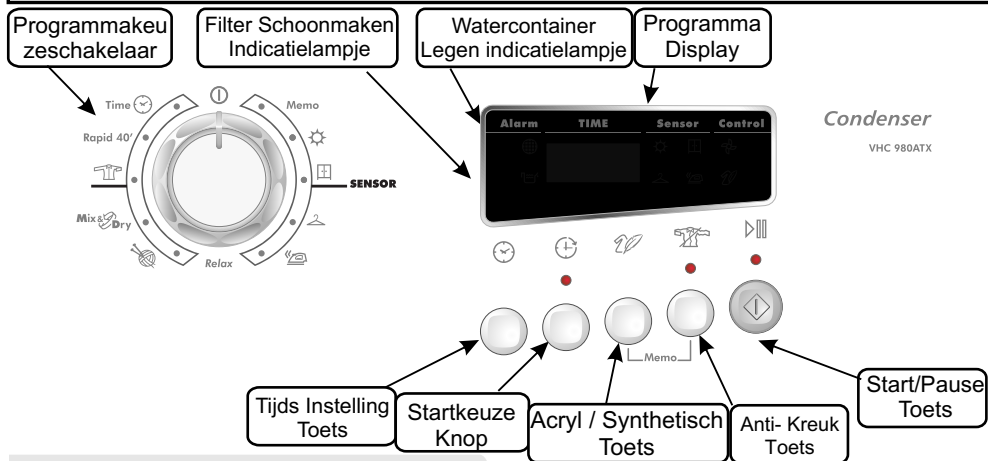 Programmakeu
zeschakelaar
Filter Schoonmaken
Indicatielampje
Watercontainer
Legen indicatielampje
Programma
Display
Time
Memo
Rapid 40'
SENSOR
Mix & Dry
Relax
Alarm TIME Sensor Control
Condenser
VHC 980ATX
Memo
Tijds Instelling
Toets
Startkeuze
Knop
Acryl / Synthetisch
Toets
Anti- Kreuk
Toets
Start/Pause
Toets